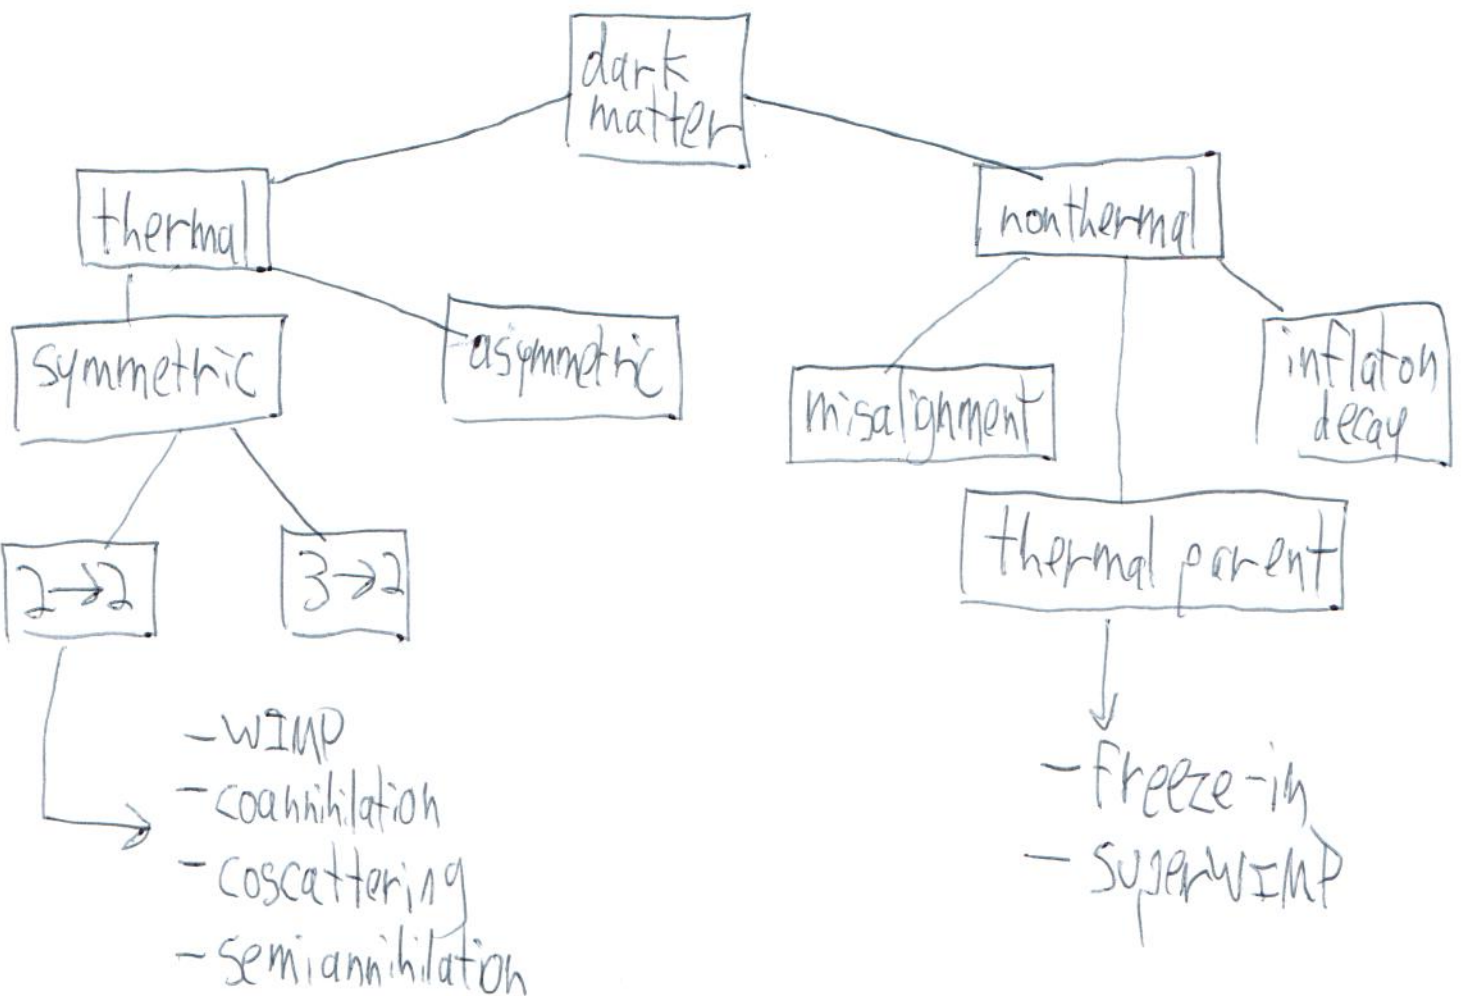 dark
matter
thermal
nonthermal
symmetric
asymmetric
misalignment
inflaton
decay
2→2
3→2
thermal parent
- WIMP
- coannihilation
- coscattering
- semiannihilation
- freeze-in
- superWIMP